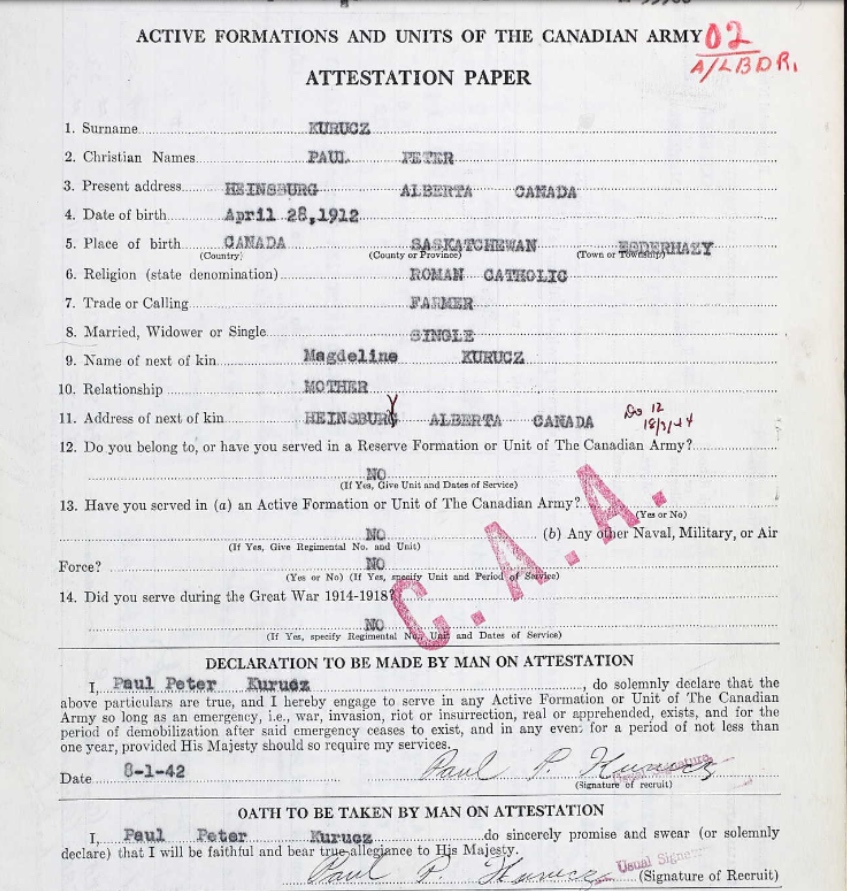 ACTIVE FORMATIONS AND UNITS OF THE CANADIAN ARMY 02
A/LBDR.
ATTESTATION PAPER
1. Surname KURUCZ
2. Christian Names PAUL PETER
3. Present address HEINSBURG ALBERTA CANADA
4. Date of birth April 28,1912
5. Place of birth CANADA SASKATCHEWAN ESDERHAZY
(Country) (County or Province) (Town or Township)
6. Religion (state denomination) ROMAN CATHOLIC
7. Trade or Calling FARMER
8. Married, Widower or Single SINGLE
9. Name of next of kin Magdeline KURUCZ
10. Relationship MOTHER
11. Address of next of kin HEINSBURG ALBERTA CANADA Do 12
18/3/44
12. Do you belong to, or have you served in a Reserve Formation or Unit of The Canadian Army?
NO
(If Yes, Give Unit and Dates of Service)
13. Have you served in (a) an Active Formation or Unit of The Canadian Army?
(Yes or No)
NO (b) Any other Naval, Military, or Air
(If Yes, Give Regimental No. and Unit)
Force? NO
(Yes or No) (If Yes, specify Unit and Period of Service)
14. Did you serve during the Great War 1914-1918?
NO
(If Yes, specify Regimental No., Unit and Dates of Service)
C.A.A.
DECLARATION TO BE MADE BY MAN ON ATTESTATION
I, Paul Peter Kurucz, do solemnly declare that the
above particulars are true, and I hereby engage to serve in any Active Formation or Unit of The Canadian
Army so long as an emergency, i.e., war, invasion, riot or insurrection, real or apprehended, exists, and for the
period of demobilization after said emergency ceases to exist, and in any event for a period of not less than
one year, provided His Majesty should so require my services.
Date 8-1-42 Paul P. Kurucz Usual Signature
(Signature of recruit)
OATH TO BE TAKEN BY MAN ON ATTESTATION
I, Paul Peter Kurucz do sincerely promise and swear (or solemnly
declare) that I will be faithful and bear true allegiance to His Majesty.
Paul P. Kurucz Usual Signa (Signature of Recruit)